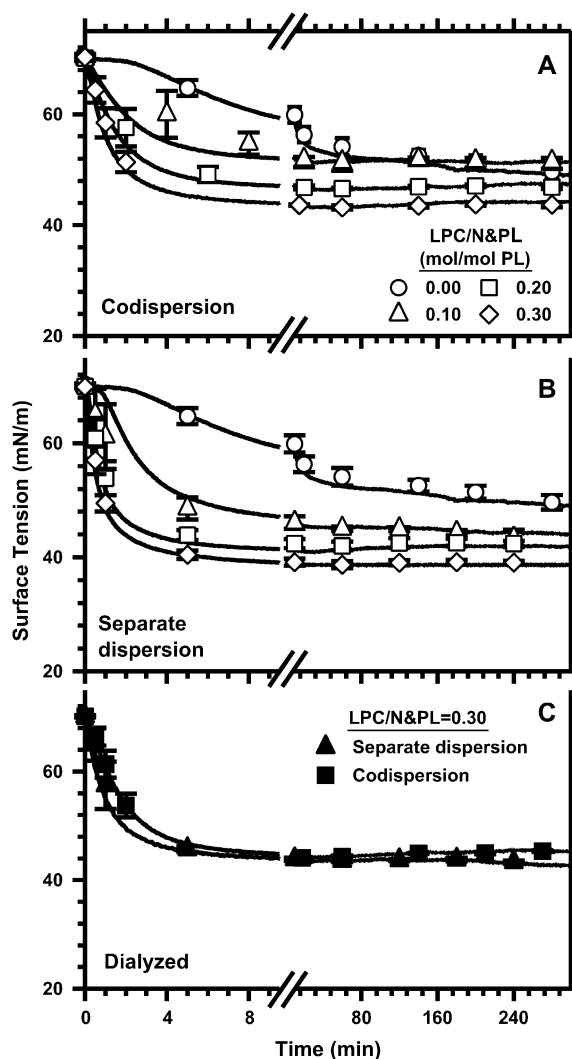 A
60
40
20
LPC/N&PL
(mol/mol PL)
0.00 0.20
0.10 0.30
Codispersion
B
60
40
20
Separate
dispersion
Surface Tension (mN/m)
C
60
40
20
LPC/N&PL=0.30
Separate dispersion
Codispersion
Dialyzed
0 4 8 80 160 240
Time (min)